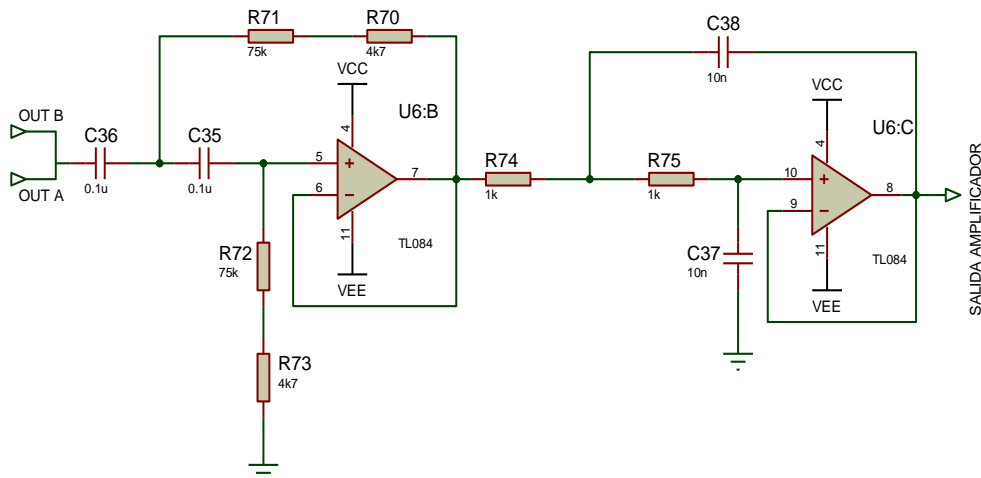 R71
75k
R70
4k7
C38
10n
VCC
VCC
OUT B
C36
0.1u
C35
0.1u
U6:B
U6:C
4
5
6
7
11
TL084
VEE
OUT A
R74
1k
R75
1k
4
10
9
8
11
TL084
VEE
R72
75k
C37
10n
R73
4k7
SALIDA AMPLIFICADOR